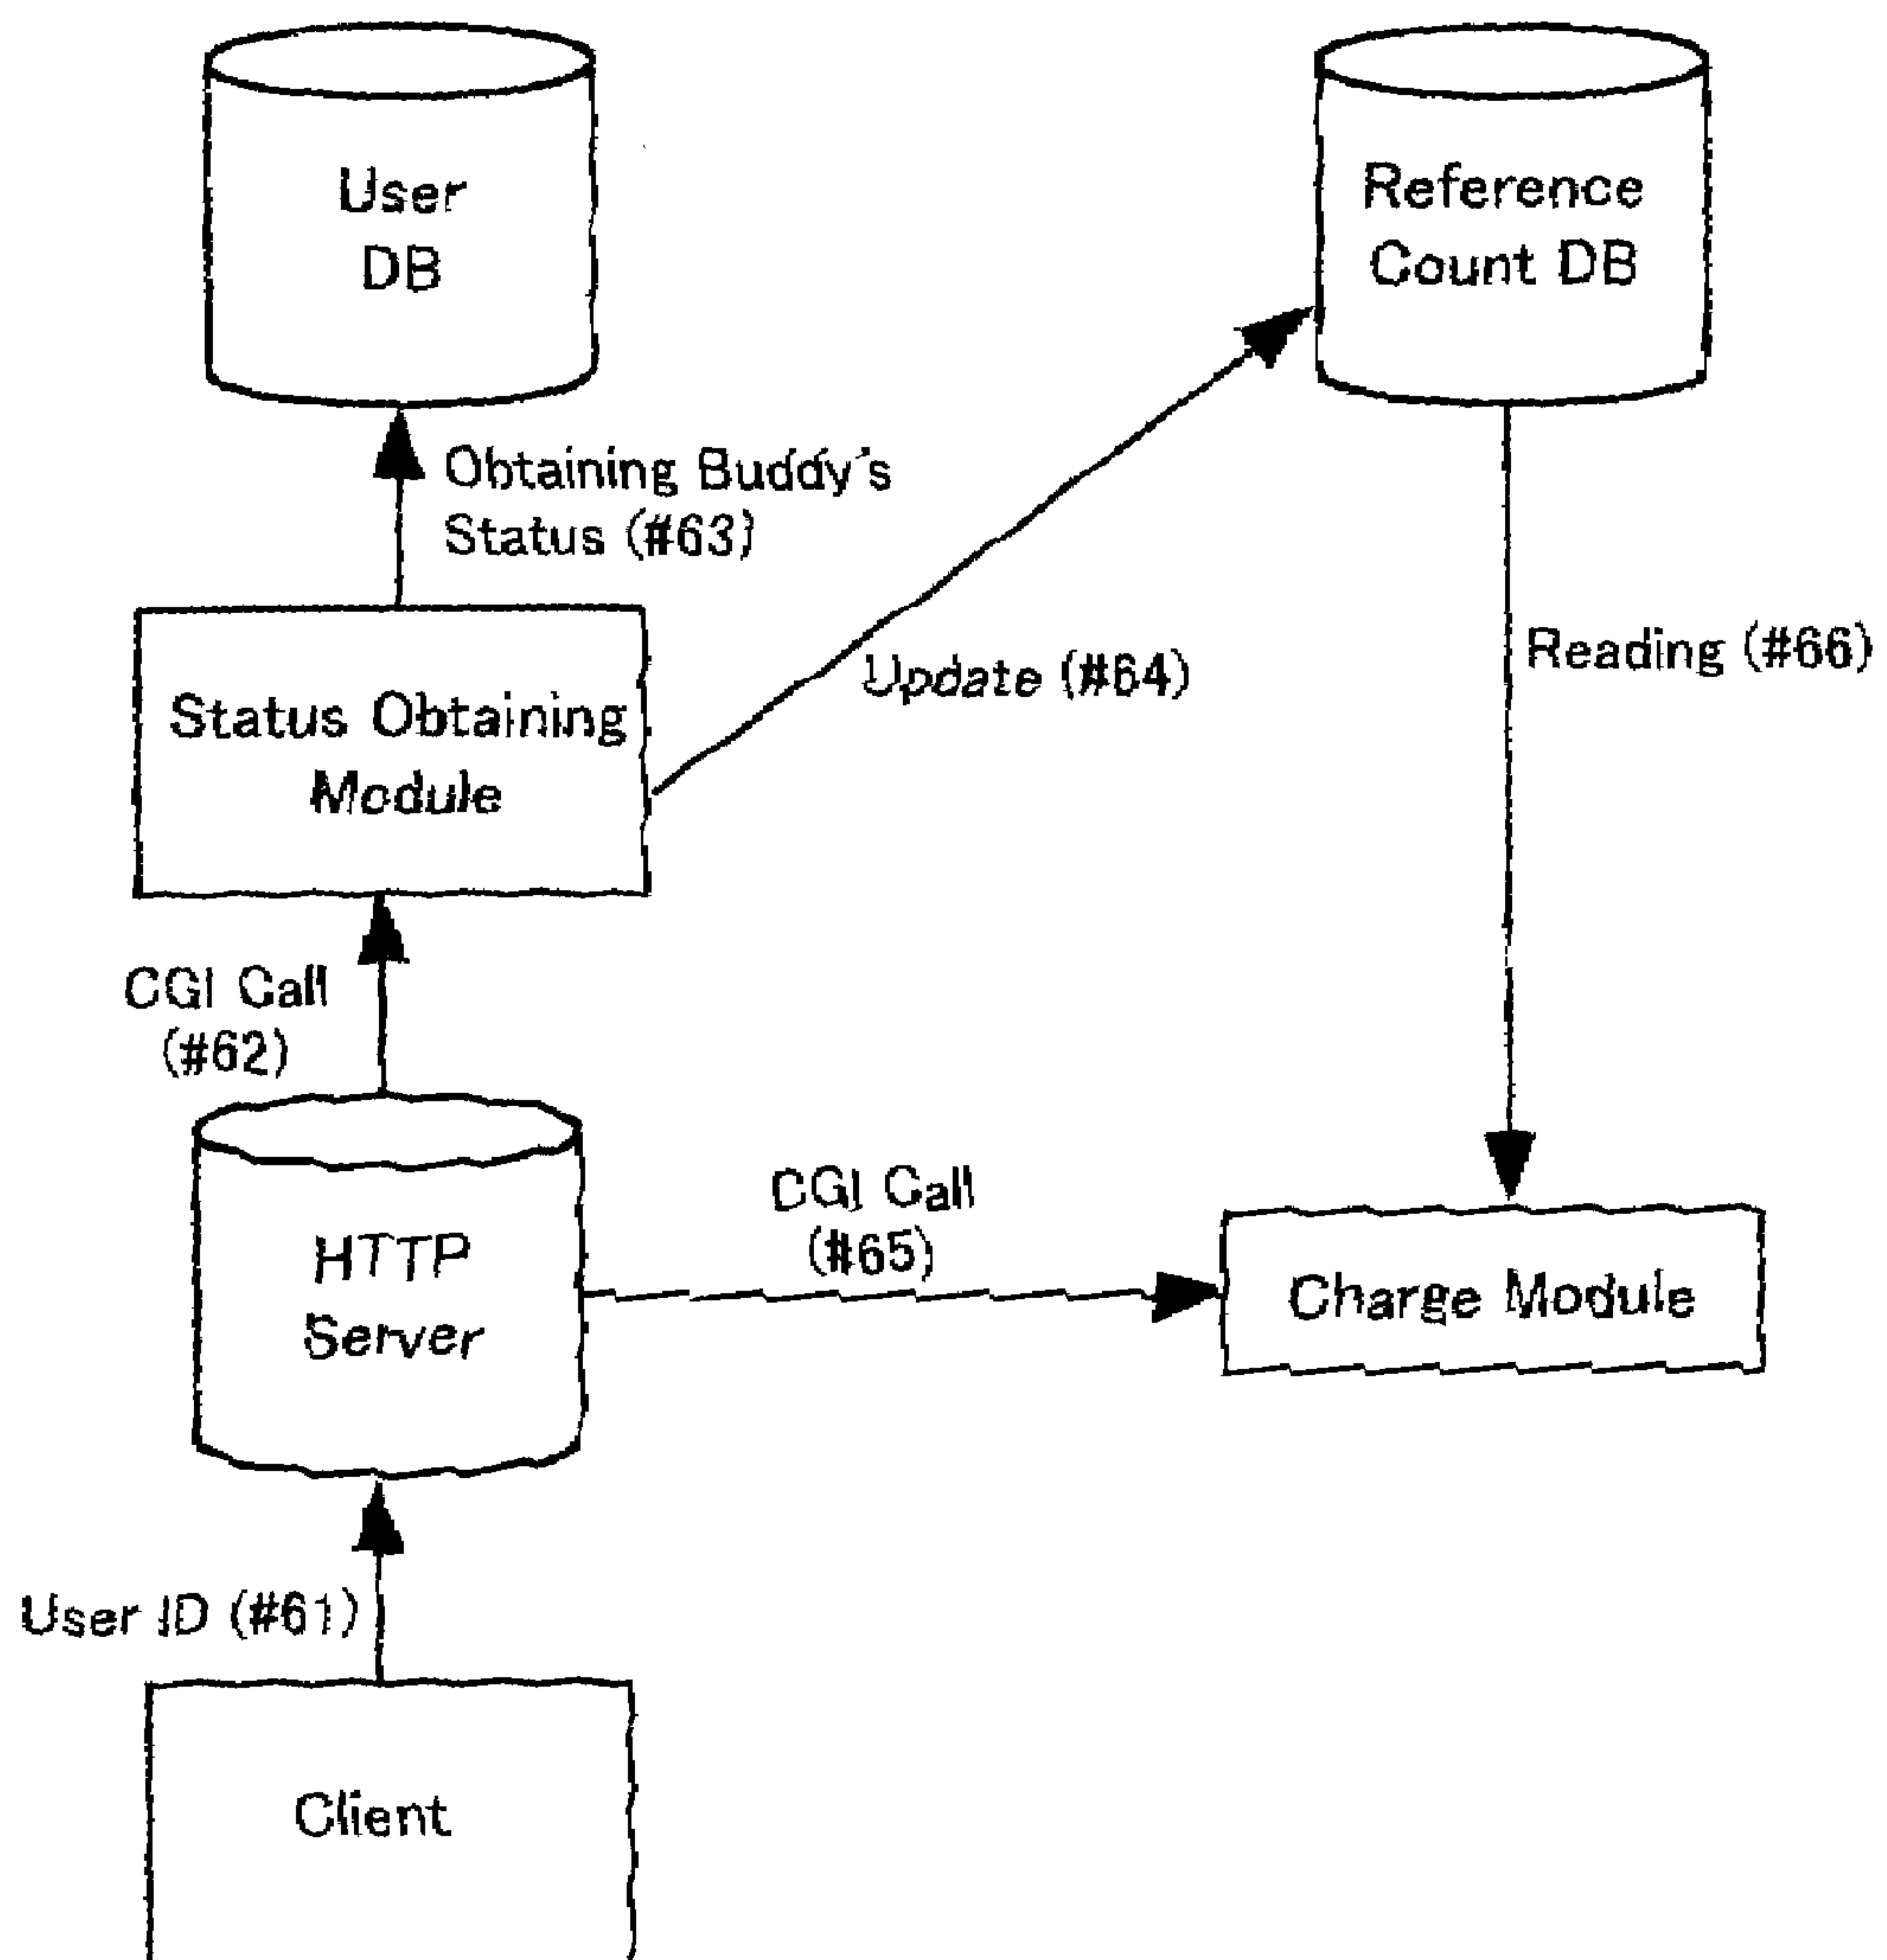 User
DB
Reference
Count DB
Obtaining Buddy's
Status (#63)
Reading (#66)
Update (#64)
Status Obtaining
Module
CGI Call
(#62)
CGI Call
(#65)
HTTP
Server
Charge Module
User ID (#61)
Client